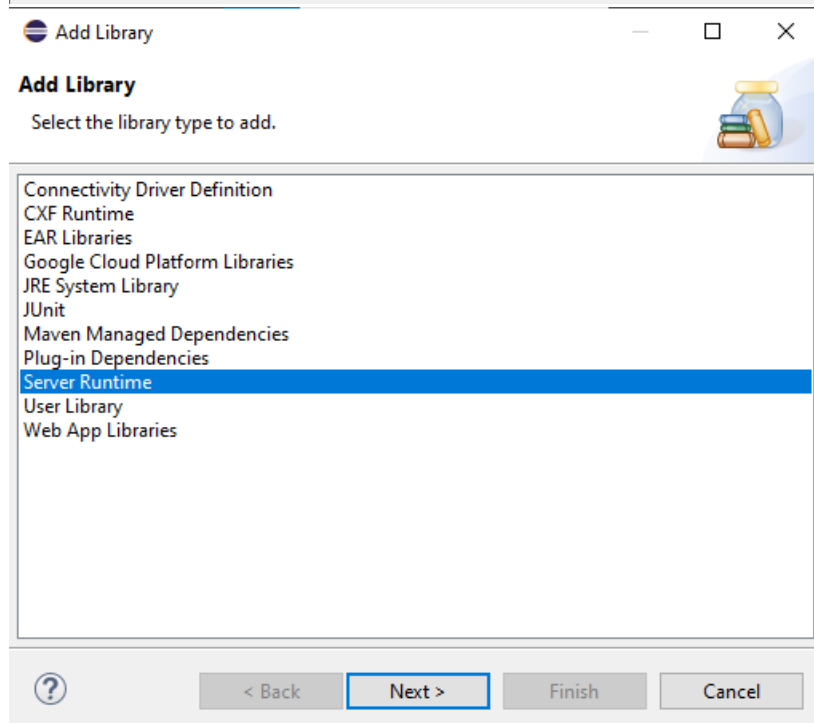 Add Library
Add Library
Select the library type to add.
Connectivity Driver Definition
CXF Runtime
EAR Libraries
Google Cloud Platform Libraries
JRE System Library
JUnit
Maven Managed Dependencies
Plug-in Dependencies
Server Runtime
User Library
Web App Libraries
? < Back Next > Finish Cancel